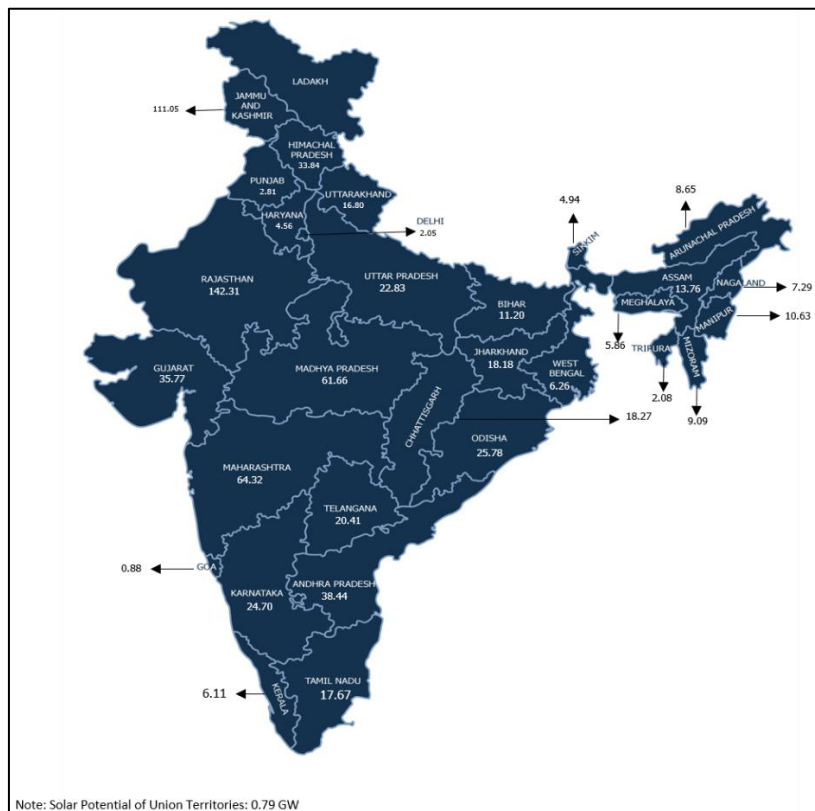 LADAKH
JAMMU
AND
KASHMIR
111.05
HIMACHAL
PRADESH
33.84
PUNJAB
2.81
UTTARAKHAND
16.80
HARYANA
4.56
DELHI
2.05
4.94
SIKKIM
8.65
ARUNACHAL PRADESH
RAJASTHAN
142.31
UTTAR PRADESH
22.83
BIHAR
11.20
ASSAM
13.76
NAGALAND
7.29
MEGHALAYA
5.86
MANIPUR
10.63
TRIPURA
2.08
MIZORAM
9.09
GUJARAT
35.77
MADHYA PRADESH
61.66
JHARKHAND
18.18
WEST
BENGAL
6.26
CHHATTISGARH
18.27
ODISHA
25.78
MAHARASHTRA
64.32
TELANGANA
20.41
0.88
GOA
KARNATAKA
24.70
ANDHRA PRADESH
38.44
6.11
KERALA
TAMIL NADU
17.67
Note: Solar Potential of Union Territories: 0.79 GW